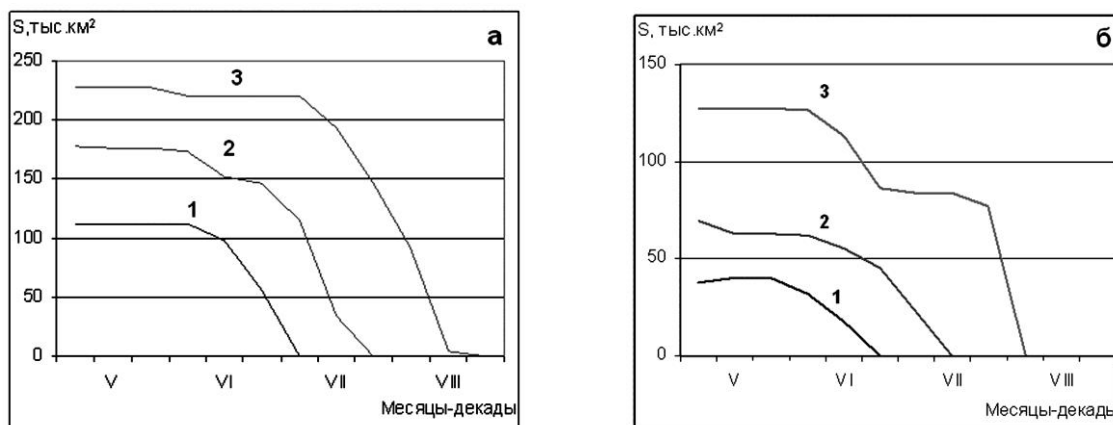 S,тыс.км²
а
250
200
150
100
50
0
3
2
1
V VI VII VIII
Месяцы-декады
S, тыс.км²
б
150
100
50
0
3
2
1
V VI VII VIII
Месяцы-декады